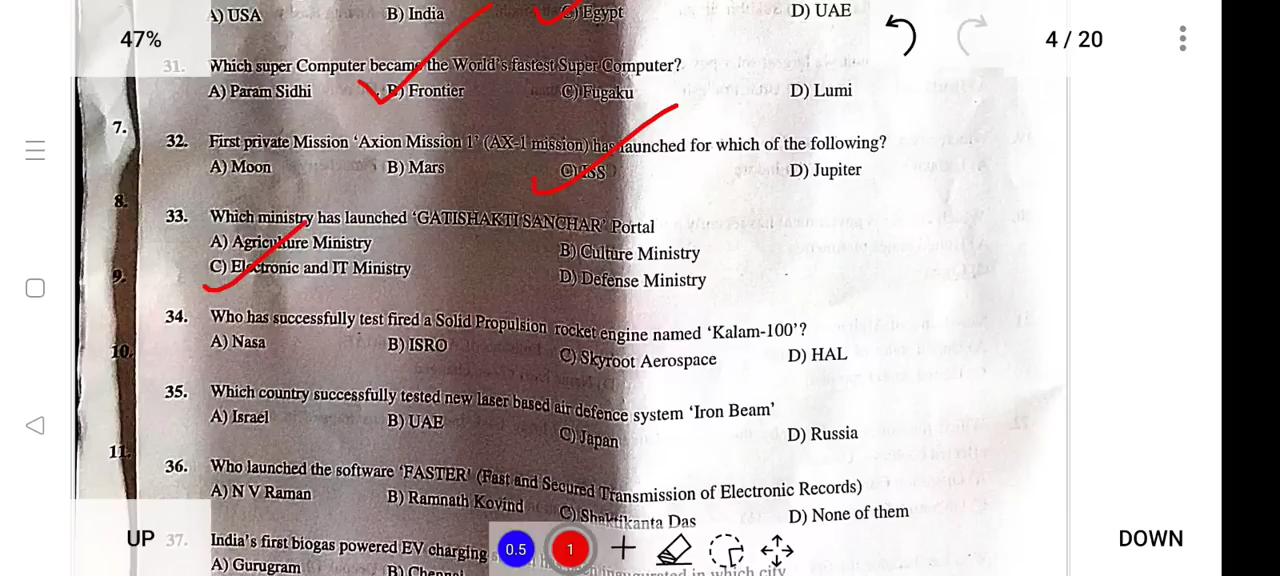 A) USA B) India C) Egypt D) UAE
47% 4 / 20
31. Which super Computer became the World's fastest Super Computer?
A) Param Sidhi B) Frontier C) Fugaku D) Lumi
7.
32. First private Mission 'Axion Mission 1' (AX-1 mission) has launched for which of the following?
A) Moon B) Mars C) ISS D) Jupiter
8.
33. Which ministry has launched 'GATISHAKTI SANCHAR' Portal
A) Agriculture Ministry B) Culture Ministry
C) Electronic and IT Ministry D) Defense Ministry
9.
34. Who has successfully test fired a Solid Propulsion rocket engine named 'Kalam-100'?
A) Nasa B) ISRO C) Skyroot Aerospace D) HAL
10.
35. Which country successfully tested new laser based air defence system 'Iron Beam'
A) Israel B) UAE C) Japan D) Russia
11.
36. Who launched the software 'FASTER' (Fast and Secured Transmission of Electronic Records)
A) N V Raman B) Ramnath Kovind C) Shaktikanta Das D) None of them
UP 0.5 1 DOWN
37. India's first biogas powered EV charging in which city
A) Gurugram B) Chennai